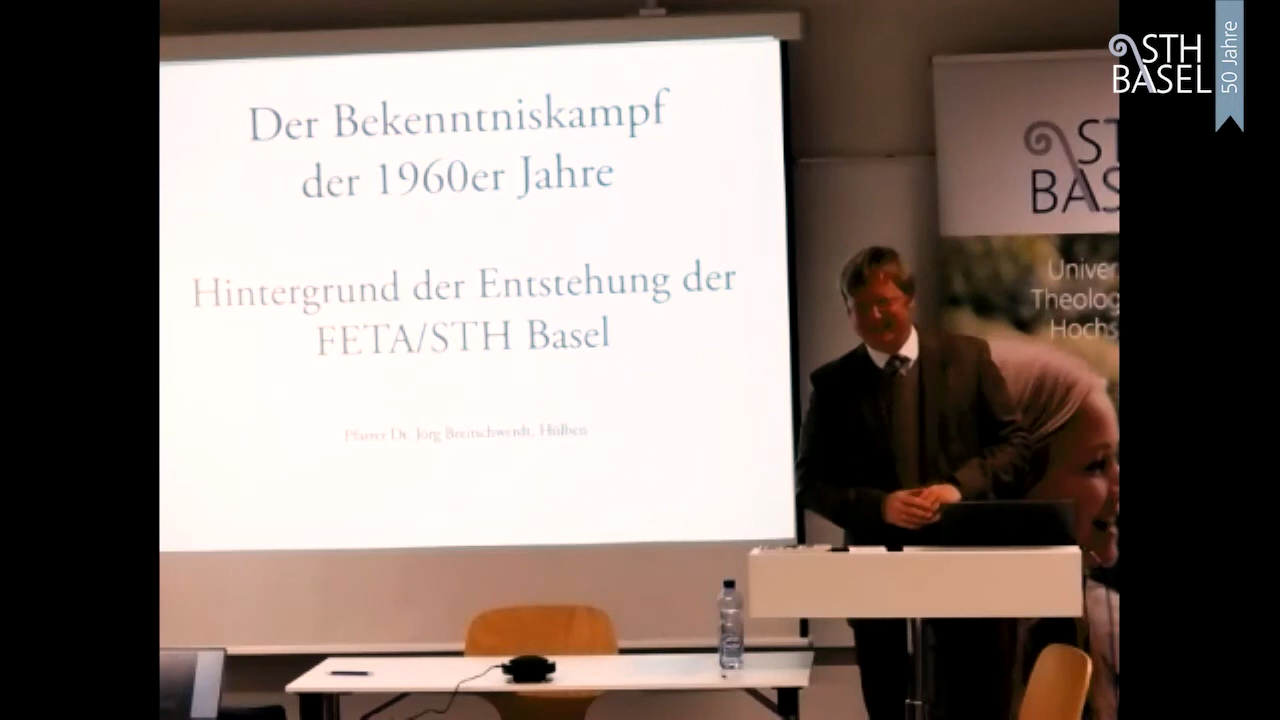 Der Bekenntniskampf
der 1960er Jahre
Hintergrund der Entstehung der
FETA/STH Basel
Pfarrer Dr. Jörg Breitschwerdt, Hülben
STH
BASEL
50 Jahre
ST
BAS
Univer
Theolog
Hochs